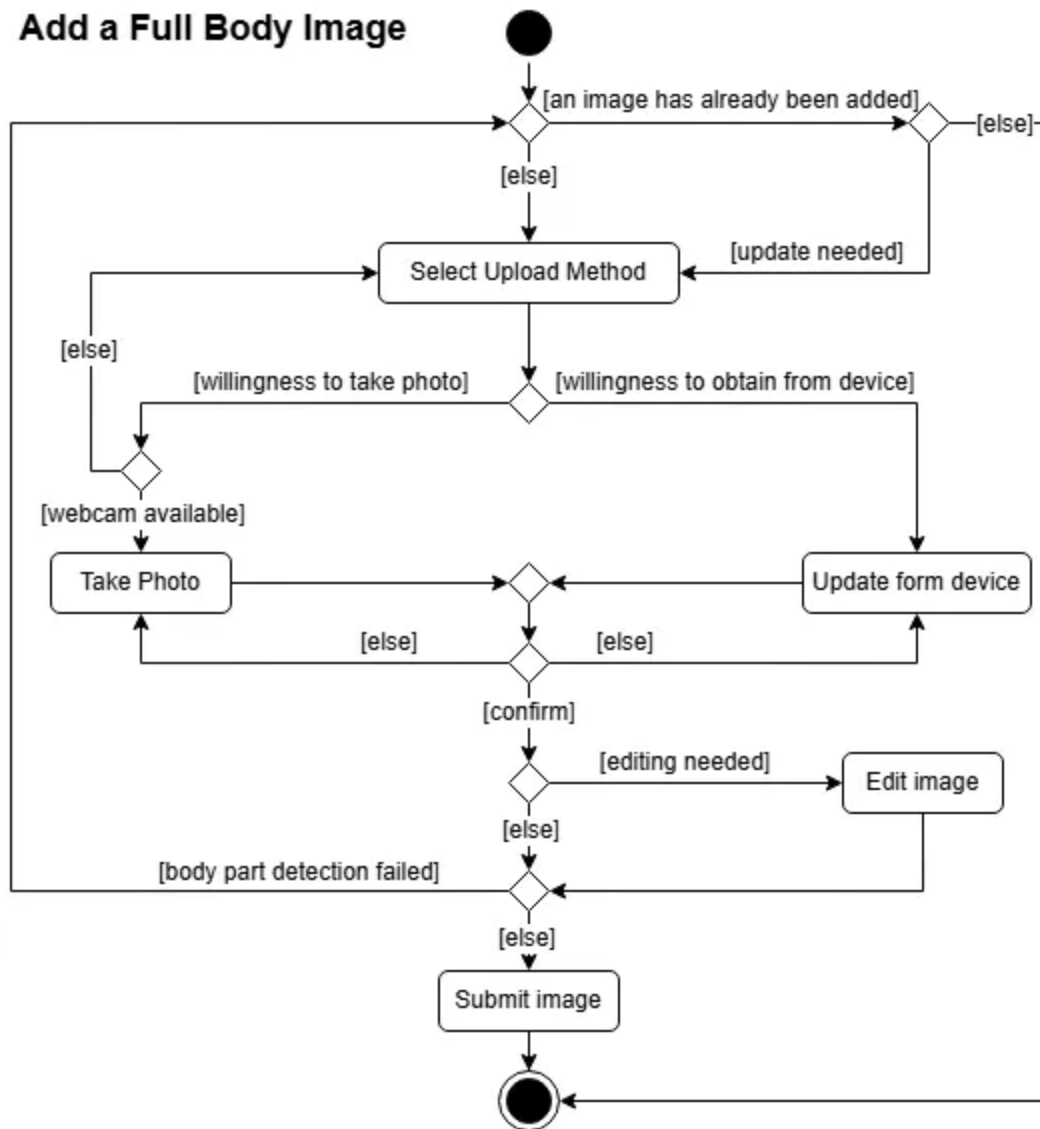 Add a Full Body Image
[an image has already been added]
[else]
[else]
[update needed]
Select Upload Method
[else]
[willingness to take photo]
[willingness to obtain from device]
[webcam available]
Take Photo
Update form device
[else]
[else]
[confirm]
[editing needed]
Edit image
[else]
[body part detection failed]
[else]
Submit image